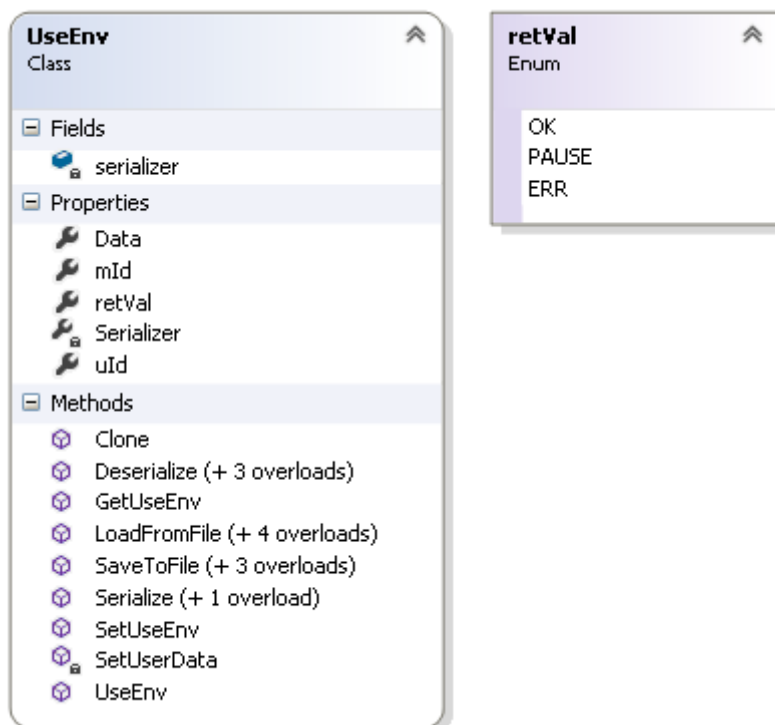 UseEnv
Class
Fields
serializer
Properties
Data
mId
retVal
Serializer
uId
Methods
Clone
Deserialize (+ 3 overloads)
GetUseEnv
LoadFromFile (+ 4 overloads)
SaveToFile (+ 3 overloads)
Serialize (+ 1 overload)
SetUseEnv
SetUserData
UseEnv
retVal
Enum
OK
PAUSE
ERR